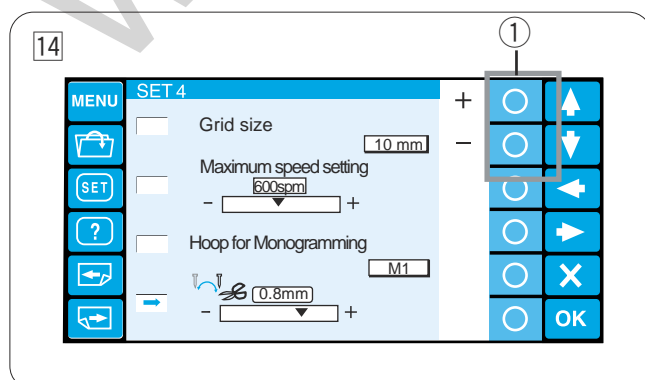 14
1
MENU
SET 4
+
Grid size
10 mm
−
Maximum speed setting
600spm
SET
− +
?
Hoop for Monogramming
M1
0.8mm
− +
OK